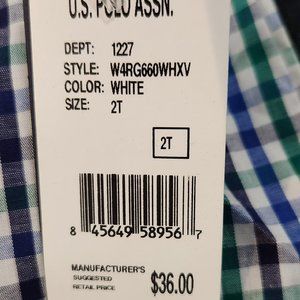 U.S. POLO ASSN.
DEPT: 1227
STYLE: W4RG660WHXV
COLOR: WHITE
SIZE: 2T
2T
8 45649 58956 7
MANUFACTURER'S
SUGGESTED
RETAIL PRICE
$36.00